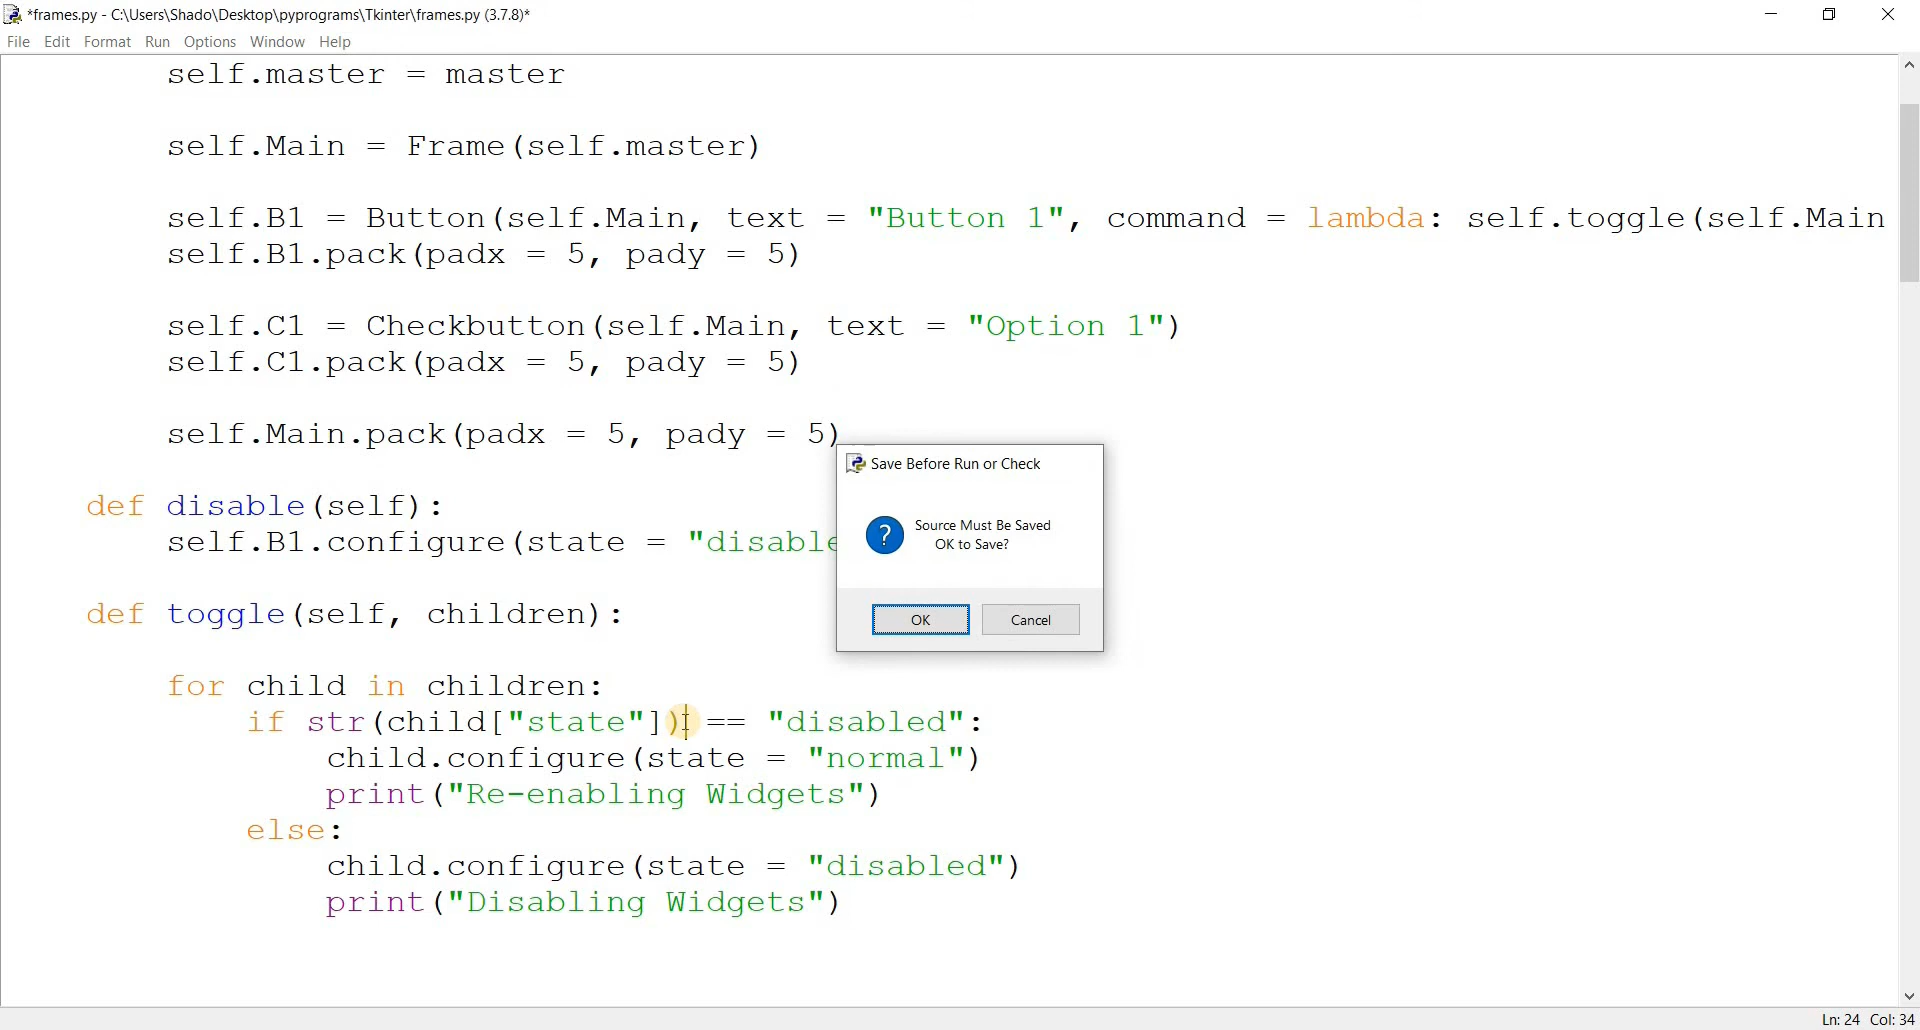 *frames.py - C:\Users\Shado\Desktop\pyprograms\Tkinter\frames.py (3.7.8)*
File Edit Format Run Options Window Help
self.master = master
self.Main = Frame(self.master)
self.B1 = Button(self.Main, text = "Button 1", command = lambda: self.toggle(self.Main
self.B1.pack(padx = 5, pady = 5)
self.C1 = Checkbutton(self.Main, text = "Option 1")
self.C1.pack(padx = 5, pady = 5)
self.Main.pack(padx = 5, pady = 5)
def disable(self):
self.B1.configure(state = "disable
def toggle(self, children):
for child in children:
if str(child["state"]) == "disabled":
child.configure(state = "normal")
print("Re-enabling Widgets")
else:
child.configure(state = "disabled")
print("Disabling Widgets")
Save Before Run or Check
Source Must Be Saved
OK to Save?
OK Cancel
Ln: 24 Col: 34